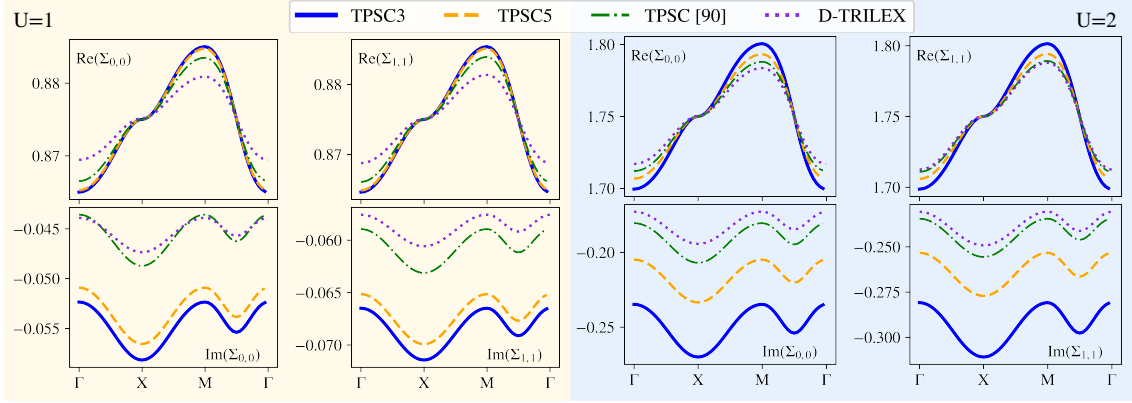 U=1 TPSC3 TPSC5 TPSC [90] D-TRILEX U=2
Re(Σ0,0) Re(Σ1,1) Re(Σ0,0) Re(Σ1,1)
0.88 0.88 1.80 1.80
0.87 0.87 1.75 1.75
1.70 1.70
−0.045 −0.060 −0.20 −0.250
−0.050 −0.065 −0.25 −0.275
−0.055 −0.070 −0.300
Im(Σ0,0) Im(Σ1,1) Im(Σ0,0) Im(Σ1,1)
Γ X M Γ Γ X M Γ Γ X M Γ Γ X M Γ